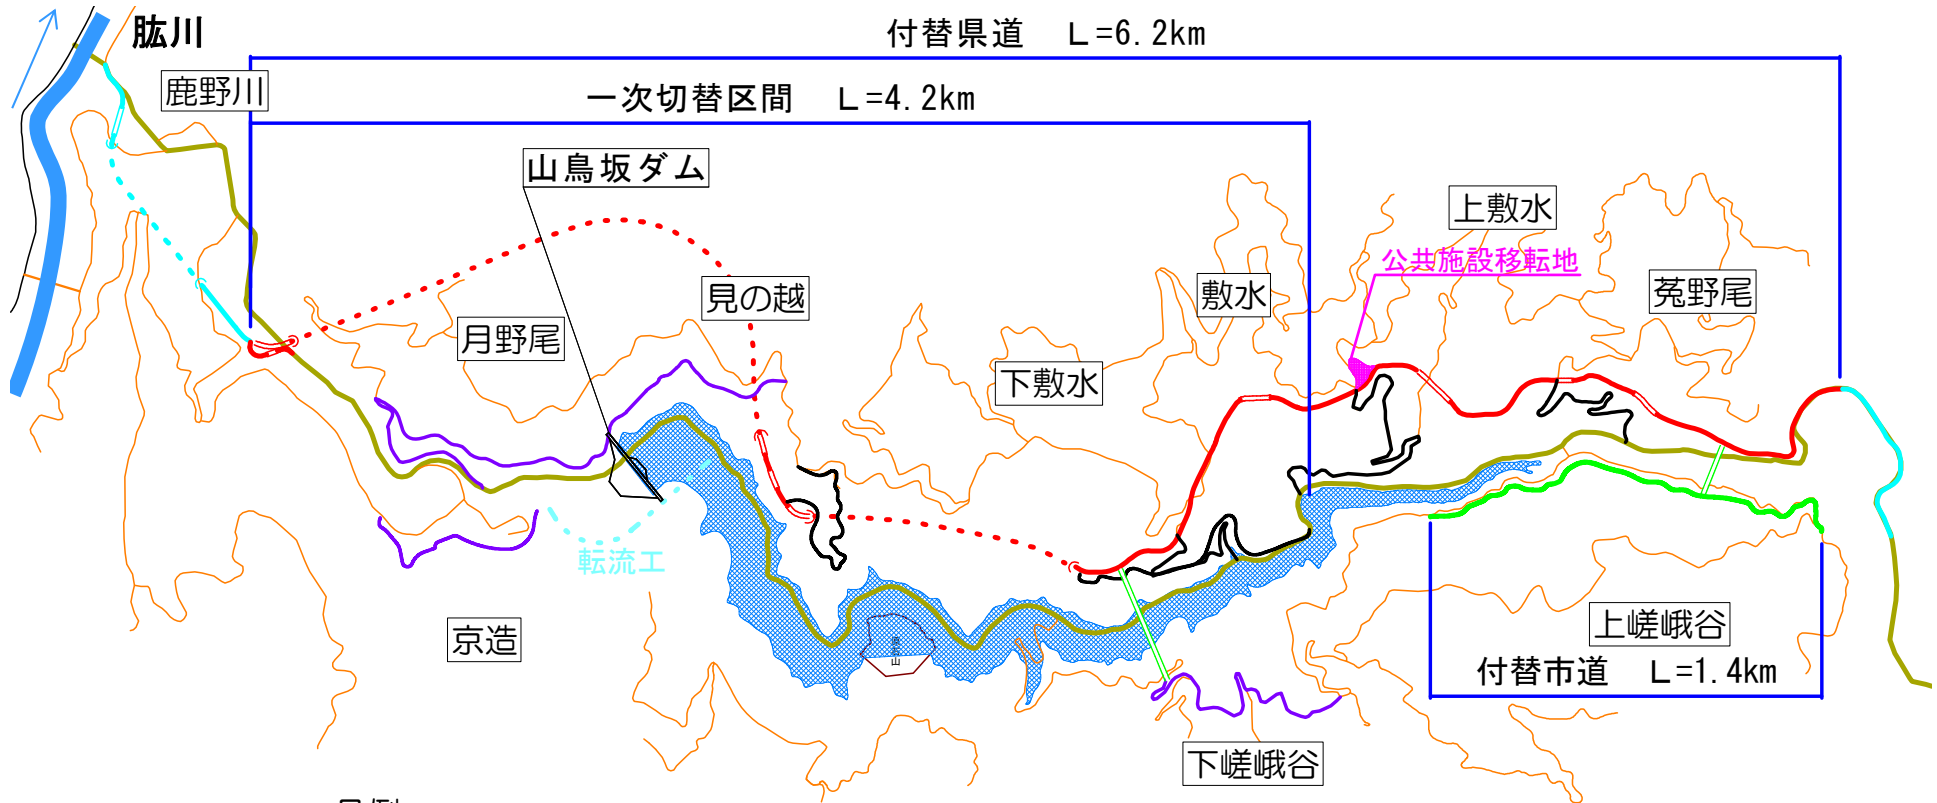 肱川
付替県道 L=6.2km
鹿野川
一次切替区間 L=4.2km
山鳥坂ダム
上敷水
公共施設移転地
敷水
見の越
菟野尾
月野尾
下敷水
転流工
京造
上嵯峨谷
付替市道 L=1.4km
下嵯峨谷